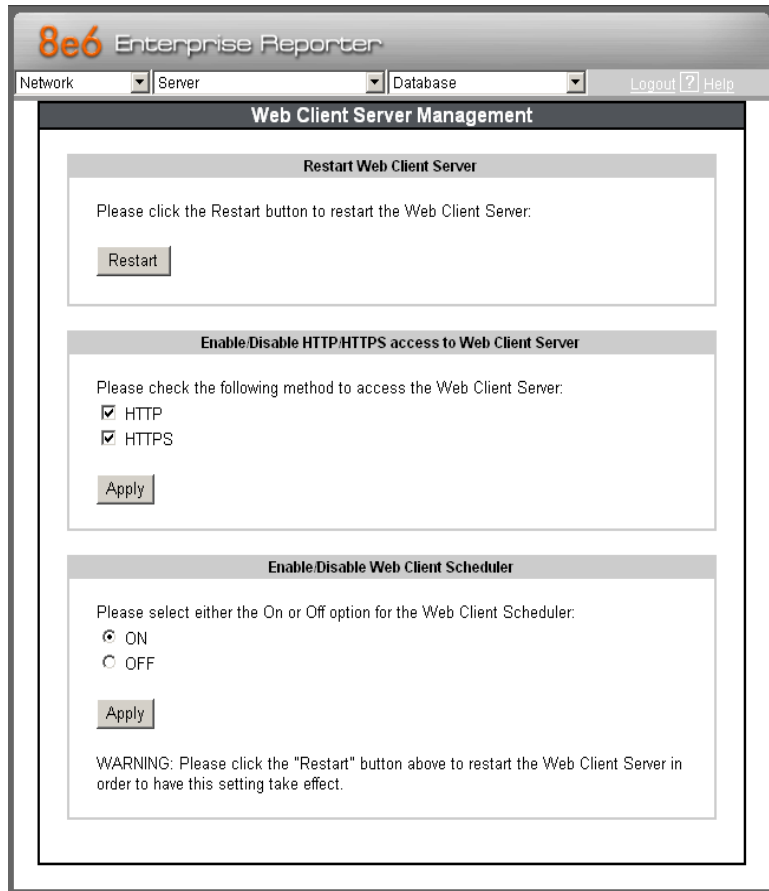 8e6 Enterprise Reporter
Network Server Database Logout ? Help
Web Client Server Management
Restart Web Client Server
Please click the Restart button to restart the Web Client Server:
Restart
Enable/Disable HTTP/HTTPS access to Web Client Server
Please check the following method to access the Web Client Server:
HTTP
HTTPS
Apply
Enable/Disable Web Client Scheduler
Please select either the On or Off option for the Web Client Scheduler:
ON
OFF
Apply
WARNING: Please click the "Restart" button above to restart the Web Client Server in
order to have this setting take effect.